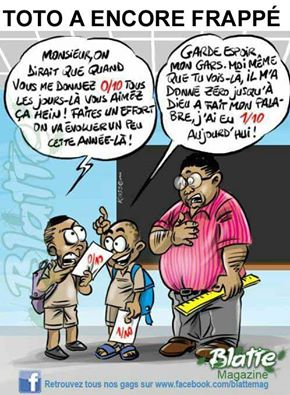 TOTO A ENCORE FRAPPÉ
MONSIEUR, ON
DIRAIT QUE QUAND
VOUS ME DONNEZ 0/10 TOUS
LES JOURS-LÀ VOUS AIMEZ
ÇA HEIN! FAITES UN EFFORT
ON VA ÉVOLUER UN PEU
CETTE ANNÉE-LÀ!
GARDE ESPOIR,
MON GARS. MOI MÊME
QUE TU VOIS-LÀ, IL M'A
DONNÉ ZÉRO JUSQU'À
DIEU A FAIT MON PALA-
BRE, J'AI EU 1/10
AUJOURD'HUI!
0/10
1/10
Blatte
Magazine
f Retrouvez tous nos gags sur www.facebook.com/blattemag